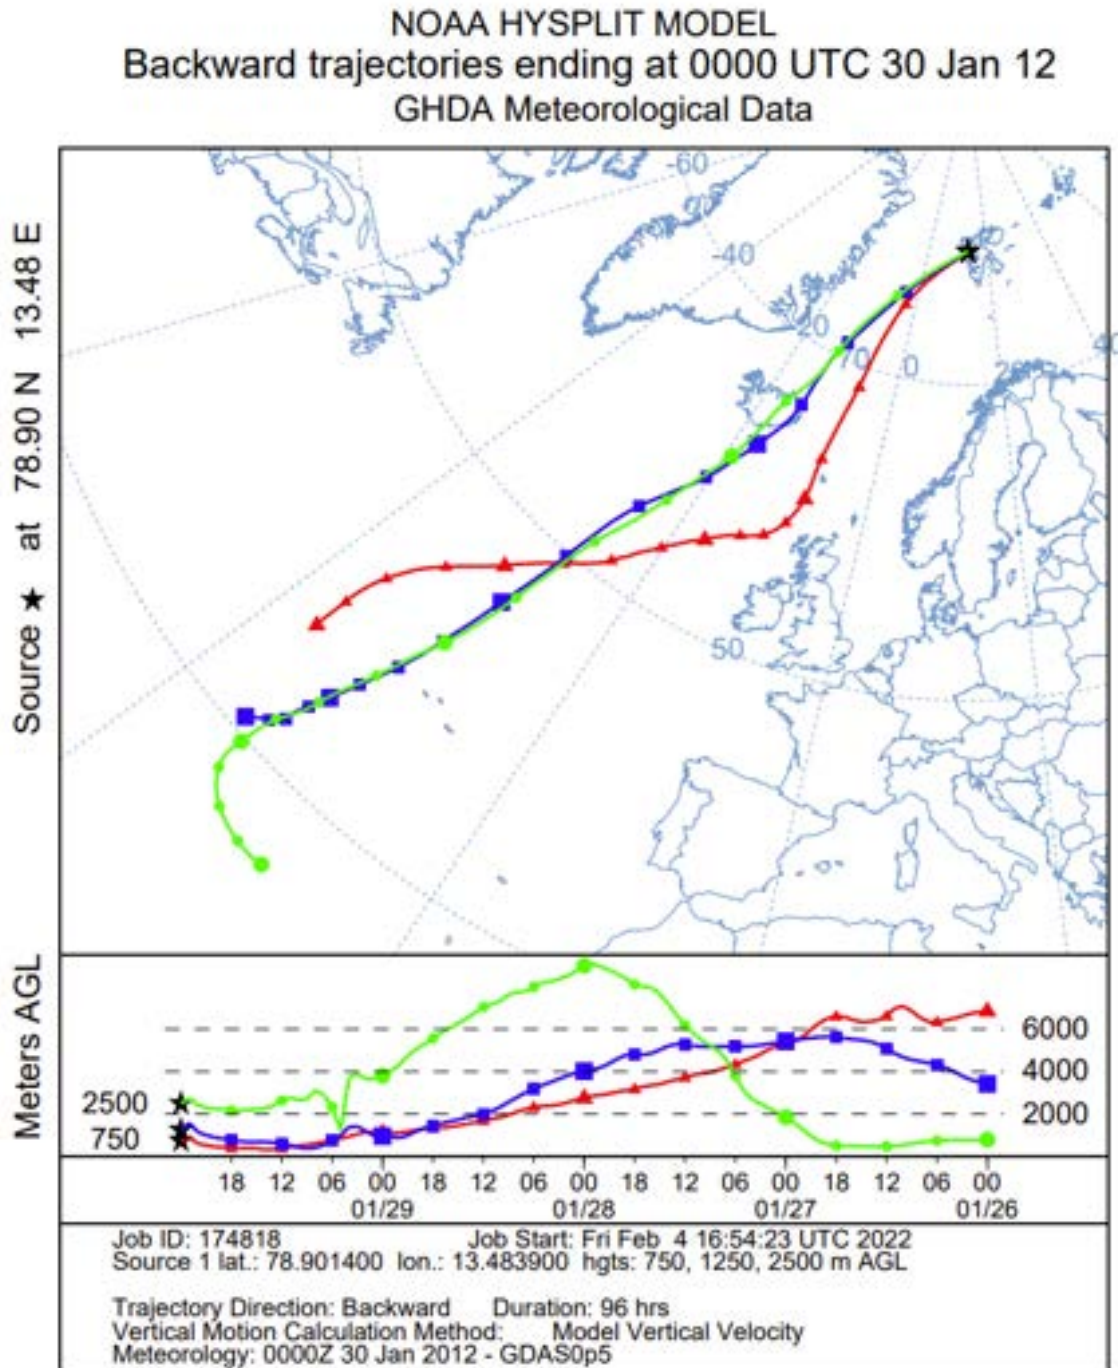 NOAA HYSPLIT MODEL
Backward trajectories ending at 0000 UTC 30 Jan 12
GHDA Meteorological Data
Source ★ at 78.90 N 13.48 E
-60
-40
20
70
0
20
40
50
Meters AGL
6000
4000
2000
2500
750
18 12 06 00 18 12 06 00 18 12 06 00 18 12 06 00
01/29 01/28 01/27 01/26
Job ID: 174818 Job Start: Fri Feb 4 16:54:23 UTC 2022
Source 1 lat.: 78.901400 lon.: 13.483900 hgts: 750, 1250, 2500 m AGL
Trajectory Direction: Backward Duration: 96 hrs
Vertical Motion Calculation Method: Model Vertical Velocity
Meteorology: 0000Z 30 Jan 2012 - GDAS0p5